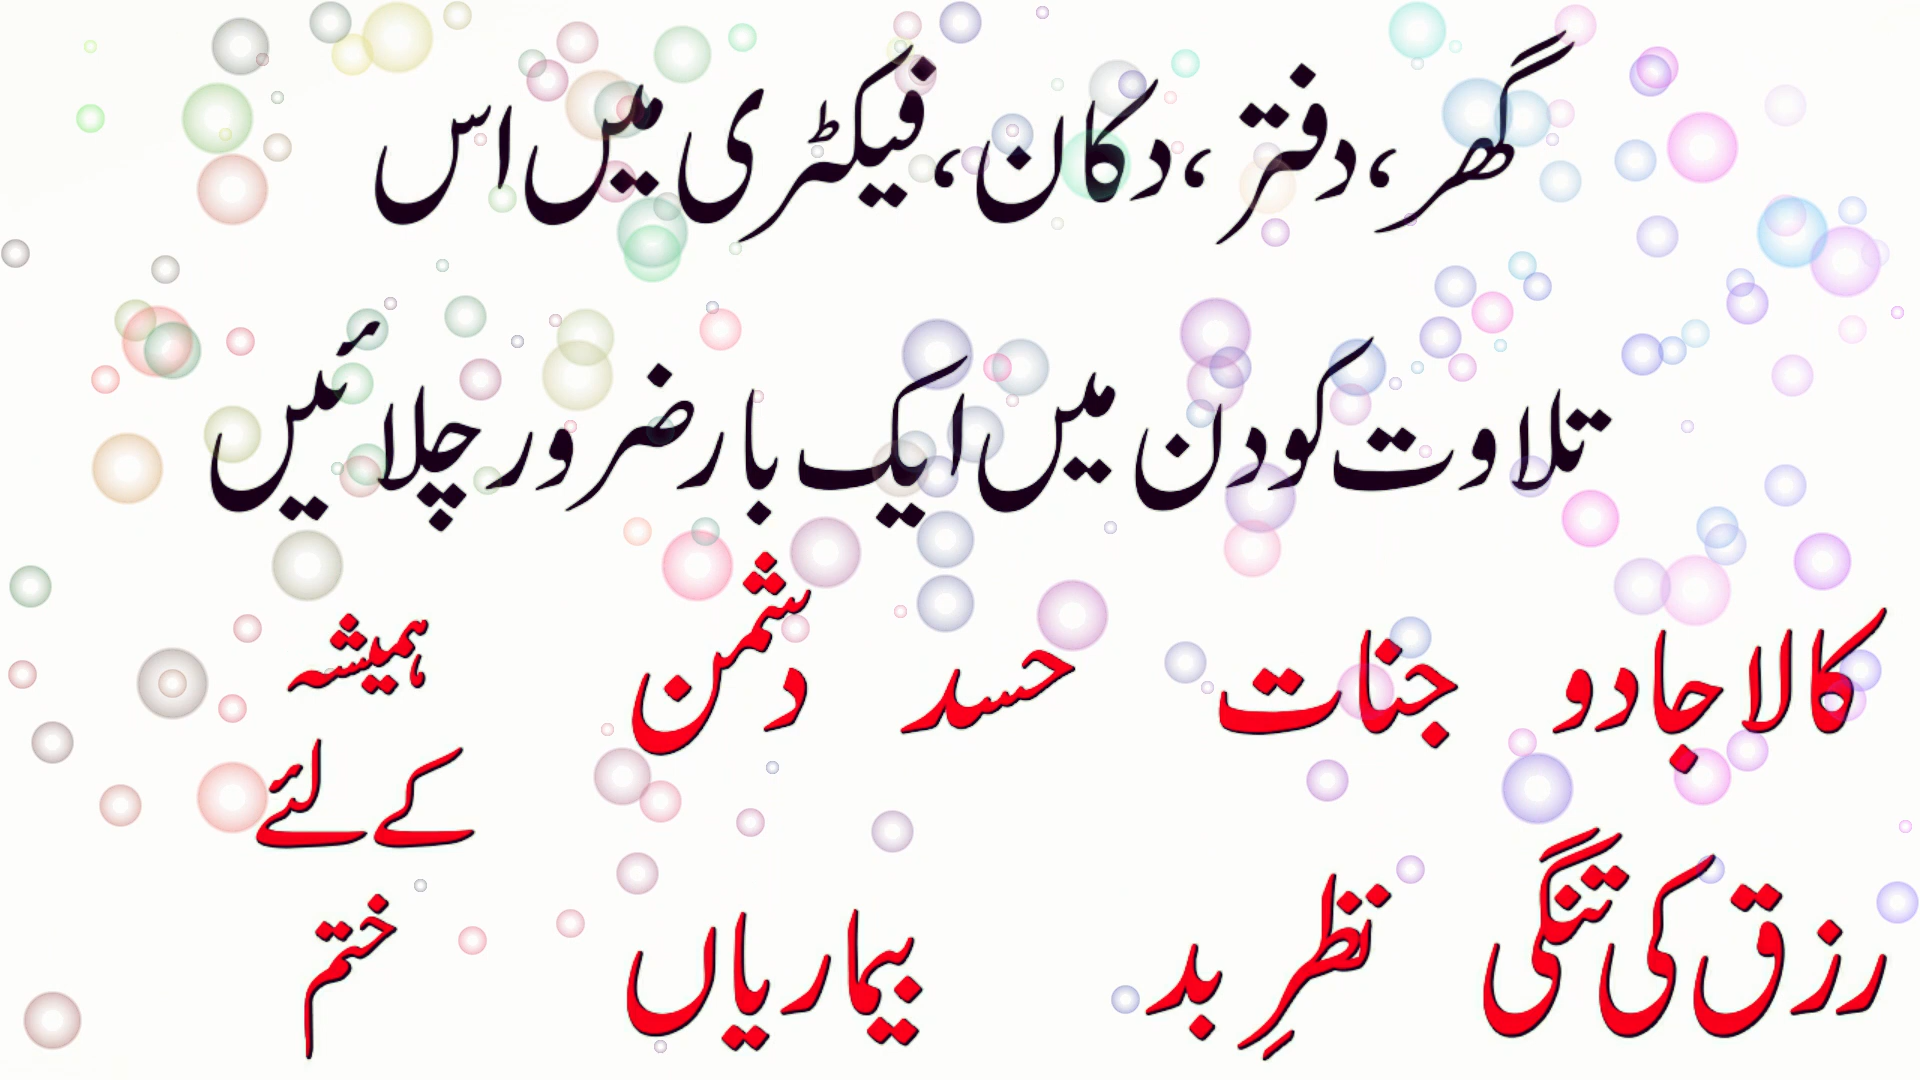 گھر، دفتر، دکان، فیکٹری میں اس
تلاوت کو دن میں ایک بار ضرور چلائیں
کالا جادو جنات حسد دشمن
رزق کی تنگی نظرِ بد بیماریاں
ہمیشہ
کے لئے
ختم